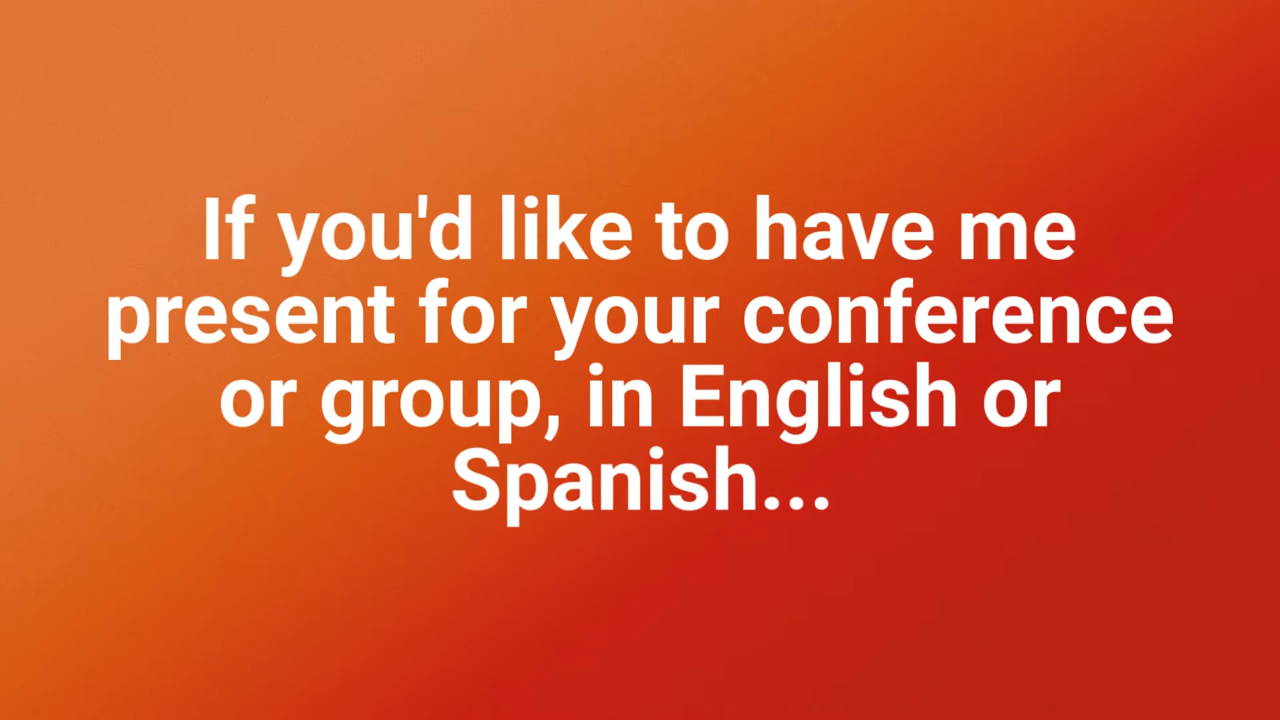 If you'd like to have me
present for your conference
or group, in English or
Spanish...